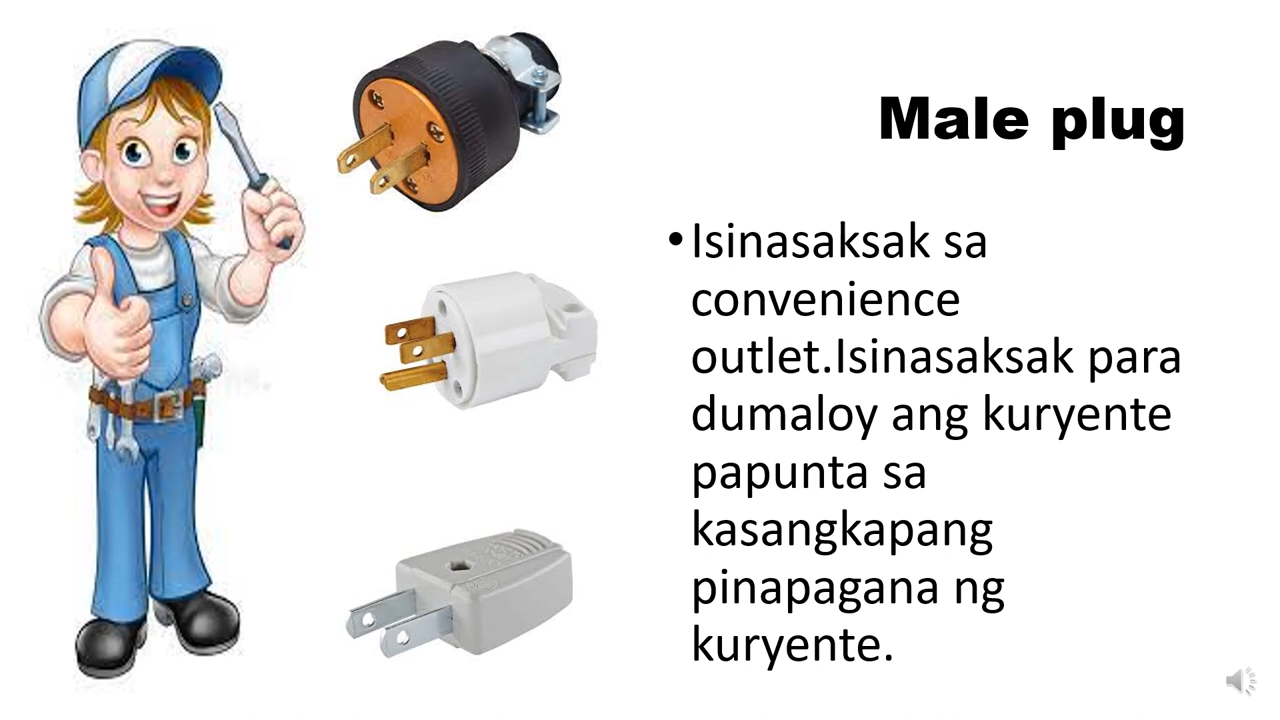 Male plug
•Isinasaksak sa
convenience
outlet.Isinasaksak para
dumaloy ang kuryente
papunta sa
kasangkapang
pinapagana ng
kuryente.